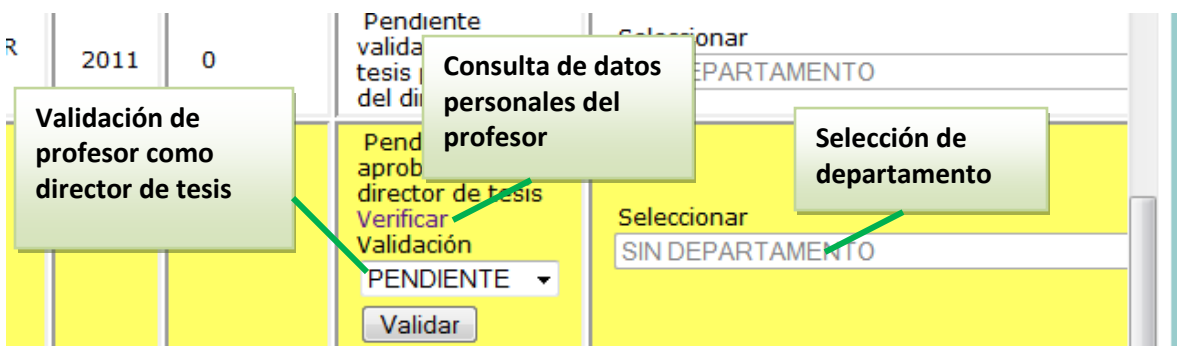 R
2011
0
Pendiente
valida
tesis
del di
Seleccionar
EPARTAMENTO
Consulta de datos
personales del
profesor
Validación de
profesor como
director de tesis
Selección de
departamento
Pend
aprob
director de tesis
Verificar
Validación
PENDIENTE
Validar
Seleccionar
SIN DEPARTAMENTO